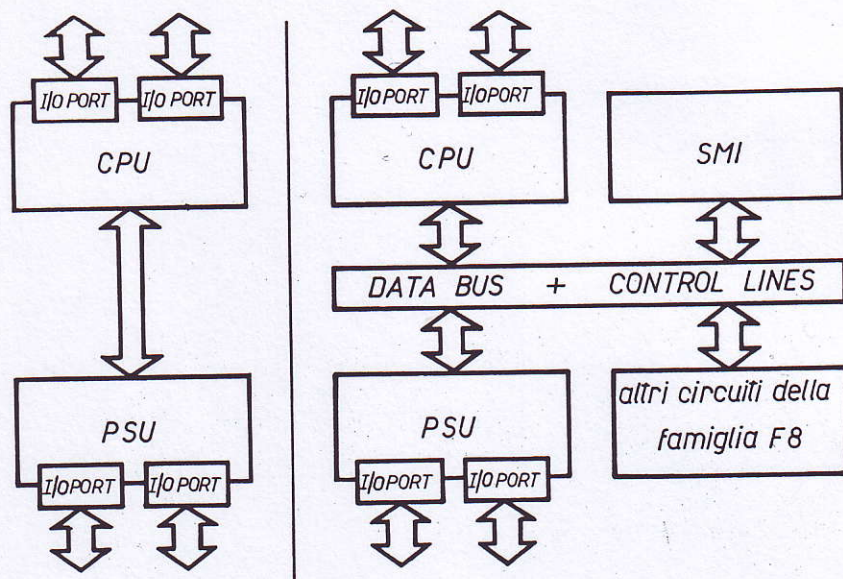 I/O PORT
I/O PORT
CPU
PSU
I/O PORT
I/O PORT
I/O PORT
I/O PORT
CPU
SMI
DATA BUS + CONTROL LINES
PSU
I/O PORT
I/O PORT
altri circuiti della
famiglia F8